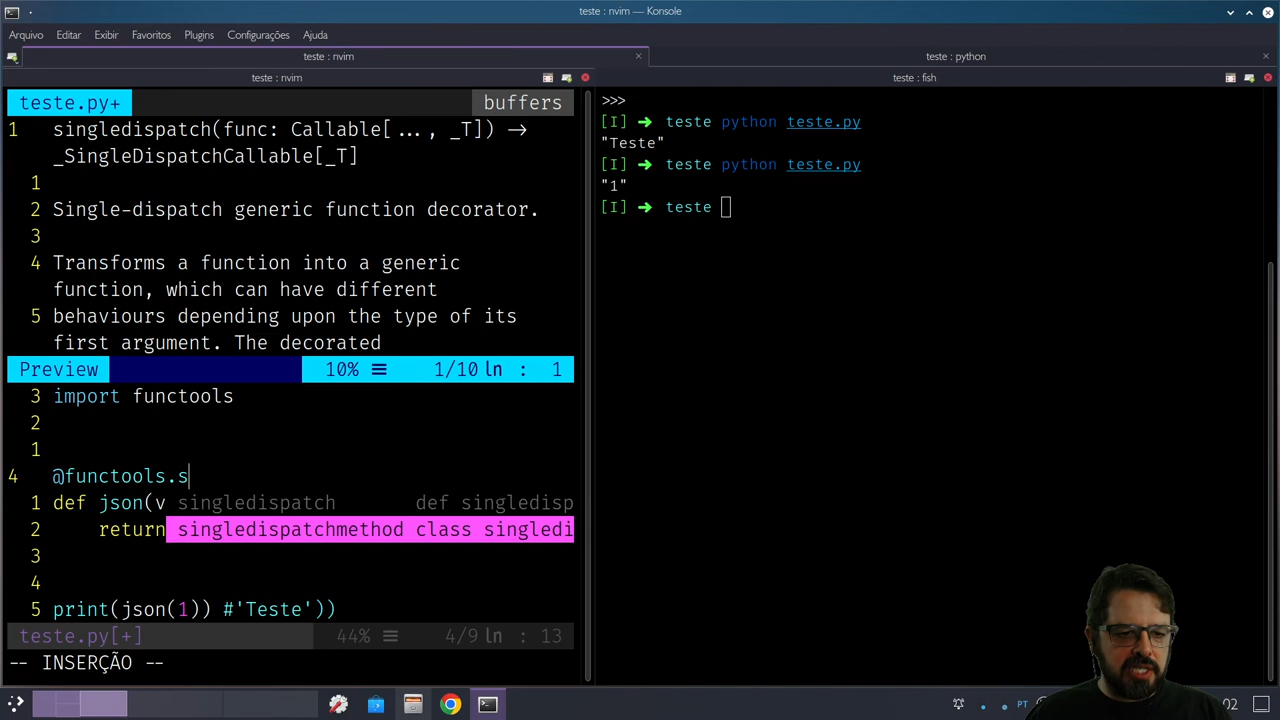 teste : nvim — Konsole
Arquivo Editar Exibir Favoritos Plugins Configurações Ajuda
teste : nvim
teste : python
teste : nvim
teste : fish
teste.py+ buffers
1 singledispatch(func: Callable[..., _T]) →
_SingleDispatchCallable[_T]
1
2 Single-dispatch generic function decorator.
3
4 Transforms a function into a generic
function, which can have different
5 behaviours depending upon the type of its
first argument. The decorated
Preview 10% ≡ 1/10 ln : 1
3 import functools
2
1
4 @functools.s
1 def json(v singledispatch def singledisp
2 return singledispatchmethod class singledi
3
4
5 print(json(1)) #'Teste'))
teste.py[+] 44% ≡ 4/9 ln : 13
-- INSERÇÃO --
>>>
[I] → teste python teste.py
"Teste"
[I] → teste python teste.py
"1"
[I] → teste
PT
02